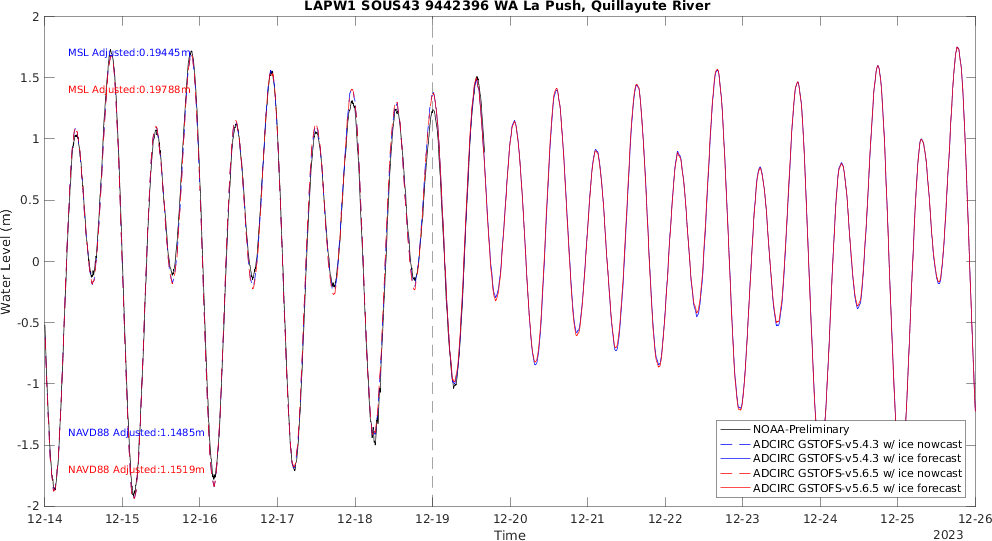 LAPW1 SOUS43 9442396 WA La Push, Quillayute River
2
1.5
1
0.5
0
-0.5
-1
-1.5
-2
Water Level (m)
MSL Adjusted:0.19445m
MSL Adjusted:0.19788m
NAVD88 Adjusted:1.1485m
NAVD88 Adjusted:1.1519m
NOAA-Preliminary
ADCIRC GSTOFS-v5.4.3 w/ ice nowcast
ADCIRC GSTOFS-v5.4.3 w/ ice forecast
ADCIRC GSTOFS-v5.6.5 w/ ice nowcast
ADCIRC GSTOFS-v5.6.5 w/ ice forecast
12-14 12-15 12-16 12-17 12-18 12-19 12-20 12-21 12-22 12-23 12-24 12-25 12-26
Time
2023